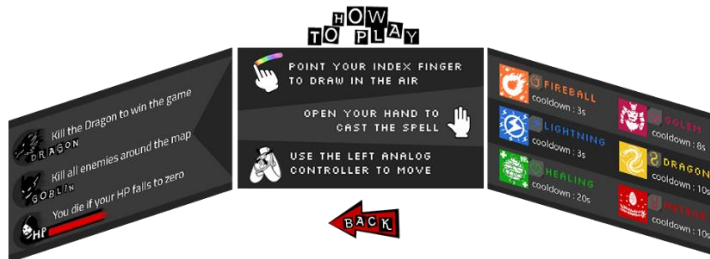 HOW
TO PLAY
Kill the Dragon to win the game
DRAGON
Kill all enemies around the map
GOBLIN
You die if your HP falls to zero
HP
POINT YOUR INDEX FINGER
TO DRAW IN THE AIR
OPEN YOUR HAND TO
CAST THE SPELL
USE THE LEFT ANALOG
CONTROLLER TO MOVE
BACK
FIREBALL
cooldown : 3s
LIGHTNING
cooldown : 3s
HEALING
cooldown : 20s
GOLEM
cooldown : 8s
DRAGON
cooldown : 10s
METEOR
cooldown : 10s